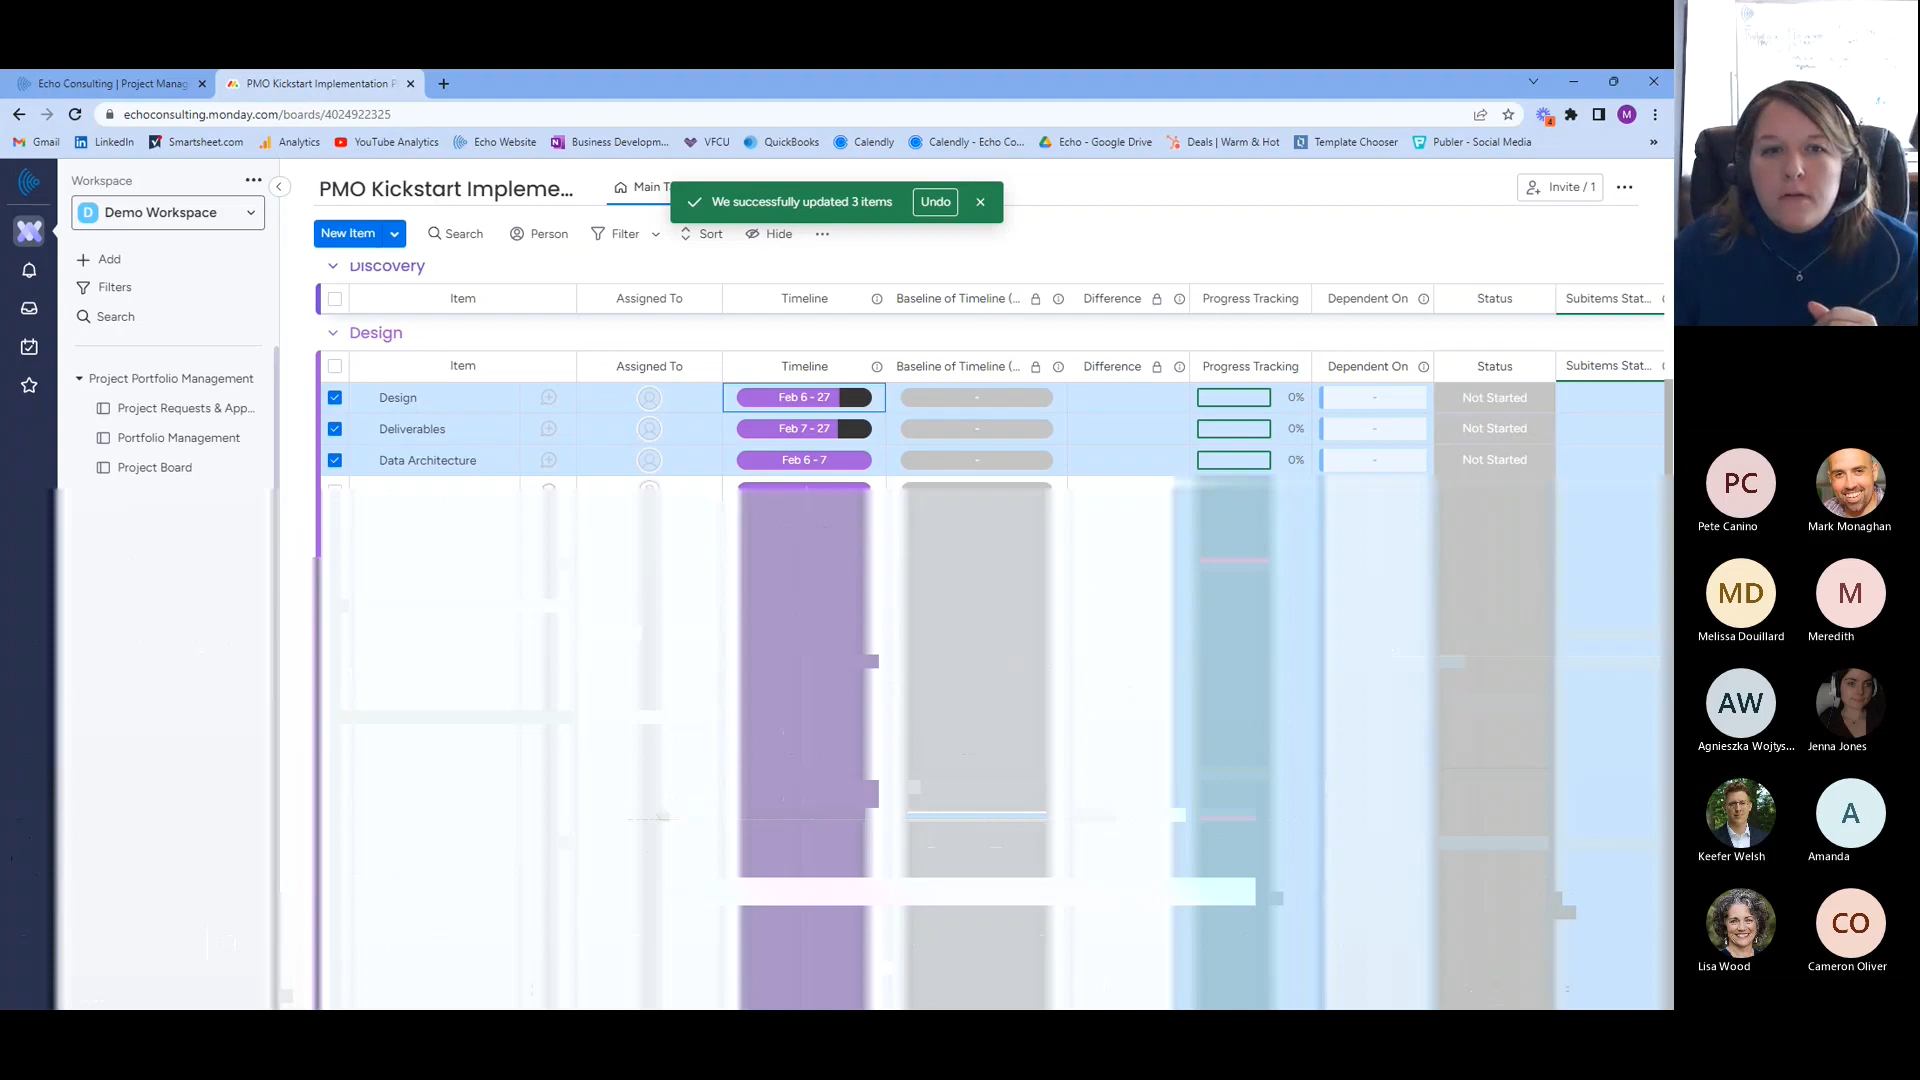 Echo Consulting | Project Manag
PMO Kickstart Implementation P
echoconsulting.monday.com/boards/4024922325
Gmail LinkedIn Smartsheet.com Analytics YouTube Analytics Echo Website Business Developm... VFCU QuickBooks Calendly Calendly - Echo Co... Echo - Google Drive Deals | Warm & Hot Template Chooser Publer - Social Media
4
M
Workspace
D Demo Workspace
Add
Filters
Search
Project Portfolio Management
Project Requests & App...
Portfolio Management
Project Board
PMO Kickstart Impleme...
Main T
We successfully updated 3 items Undo
Invite / 1
New Item Search Person Filter Sort Hide
Discovery
Item Assigned To Timeline Baseline of Timeline (... Difference Progress Tracking Dependent On Status Subitems Stat...
Design
Item Assigned To Timeline Baseline of Timeline (... Difference Progress Tracking Dependent On Status Subitems Stat...
Design Feb 6 - 27 - 0% - Not Started
Deliverables Feb 7 - 27 - 0% - Not Started
Data Architecture Feb 6 - 7 - 0% - Not Started
PC
Pete Canino
Mark Monaghan
MD
Melissa Douillard
M
Meredith
AW
Agnieszka Wojtys...
Jenna Jones
Keefer Welsh
A
Amanda
Lisa Wood
CO
Cameron Oliver